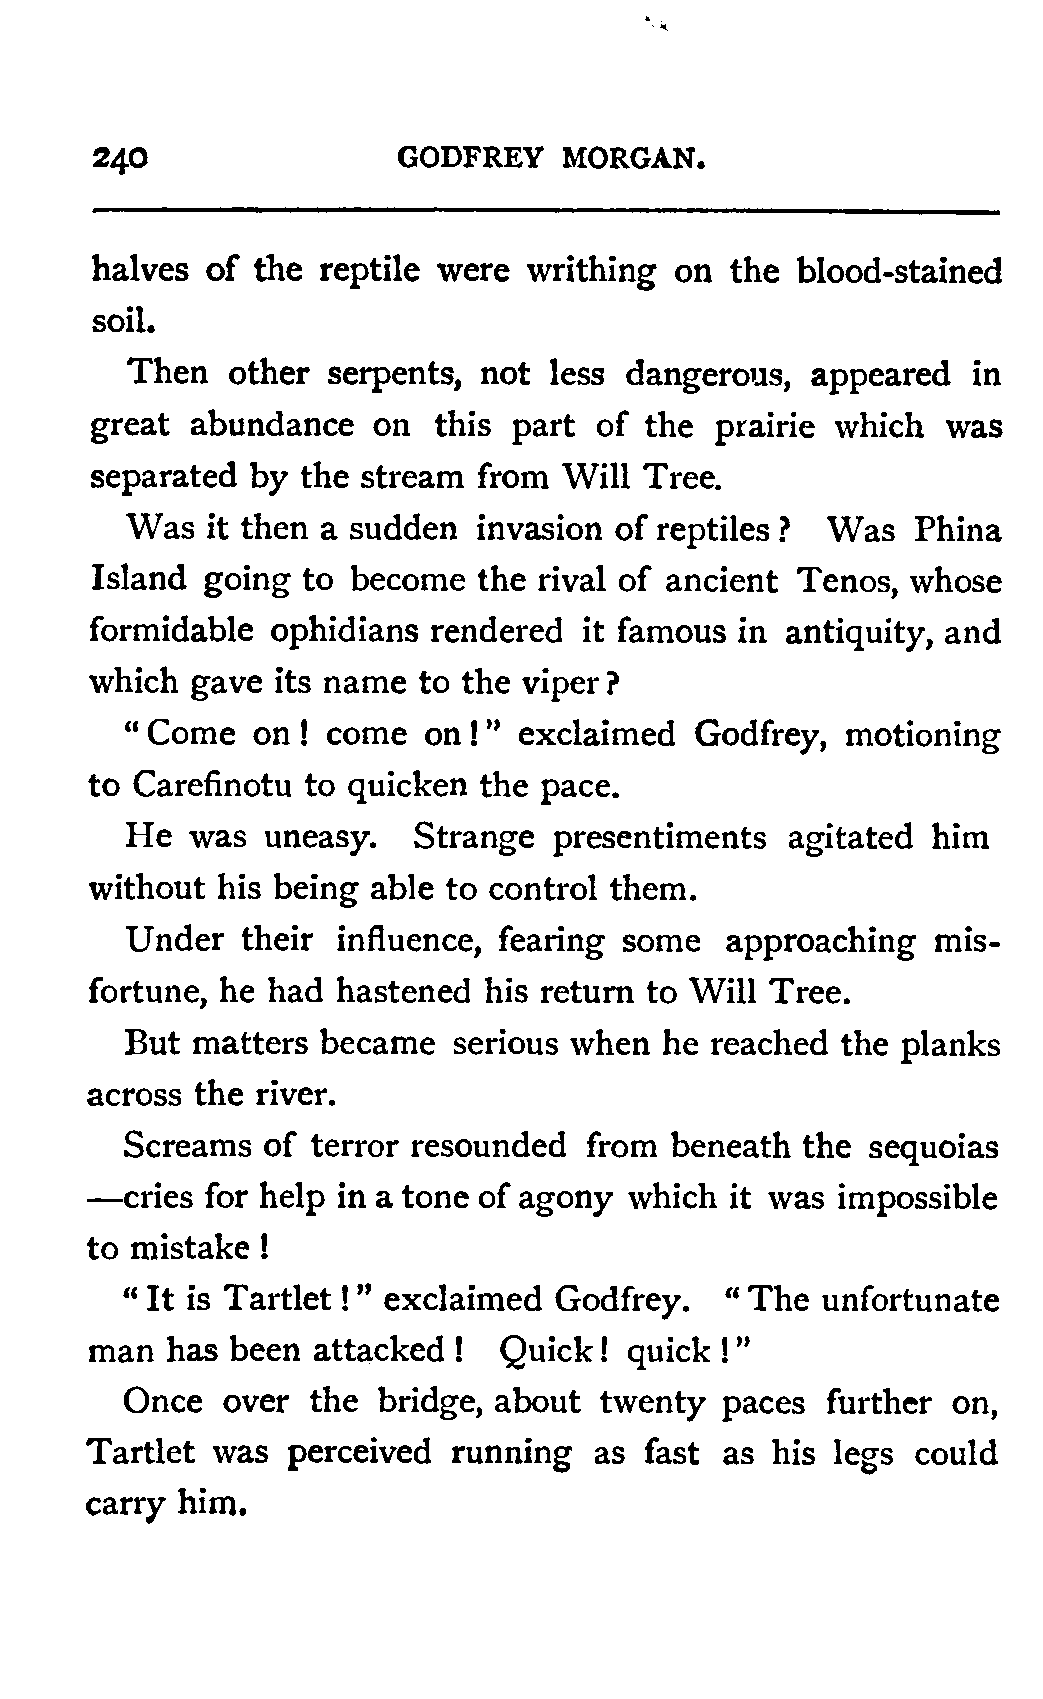 240 GODFREY MORGAN.
halves of the reptile were writhing on the blood-stained
soil.
Then other serpents, not less dangerous, appeared in
great abundance on this part of the prairie which was
separated by the stream from Will Tree.
Was it then a sudden invasion of reptiles? Was Phina
Island going to become the rival of ancient Tenos, whose
formidable ophidians rendered it famous in antiquity, and
which gave its name to the viper?
"Come on! come on!" exclaimed Godfrey, motioning
to Carefinotu to quicken the pace.
He was uneasy. Strange presentiments agitated him
without his being able to control them.
Under their influence, fearing some approaching mis-
fortune, he had hastened his return to Will Tree.
But matters became serious when he reached the planks
across the river.
Screams of terror resounded from beneath the sequoias
—cries for help in a tone of agony which it was impossible
to mistake!
"It is Tartlet!" exclaimed Godfrey. "The unfortunate
man has been attacked! Quick! quick!"
Once over the bridge, about twenty paces further on,
Tartlet was perceived running as fast as his legs could
carry him.